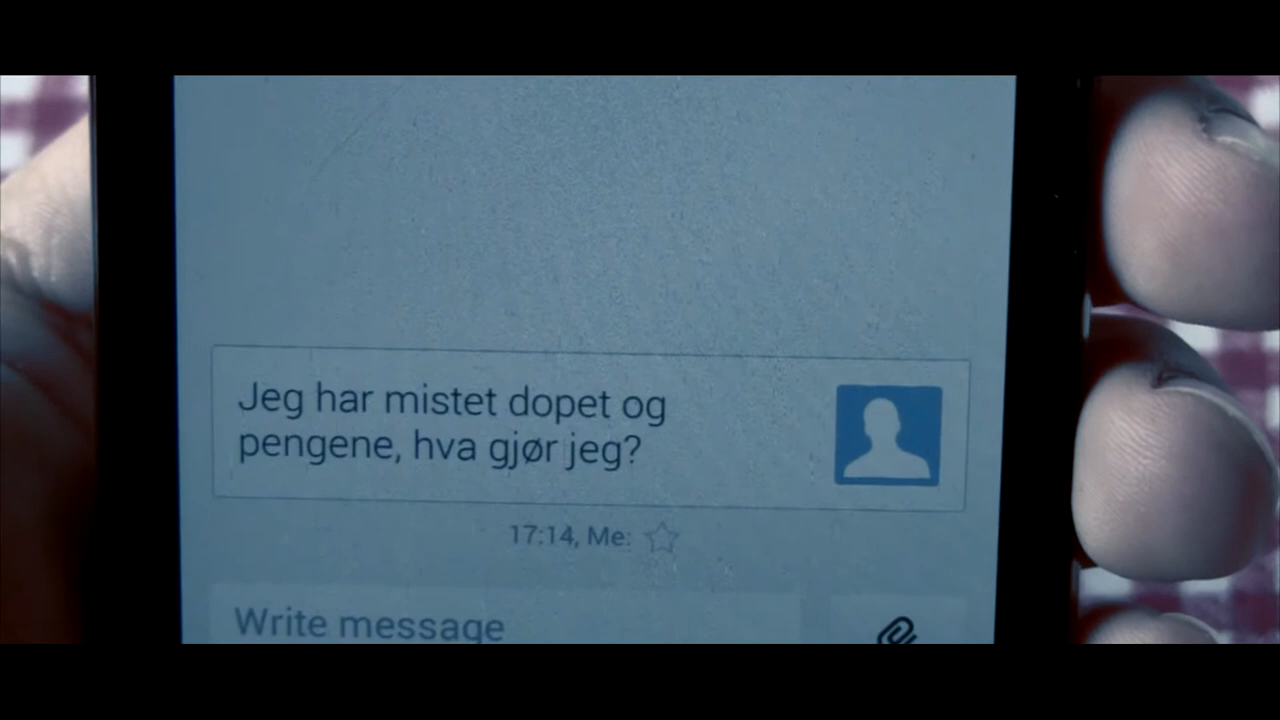 Jeg har mistet dopet og
pengene, hva gjør jeg?
17:14, Me:
Write message